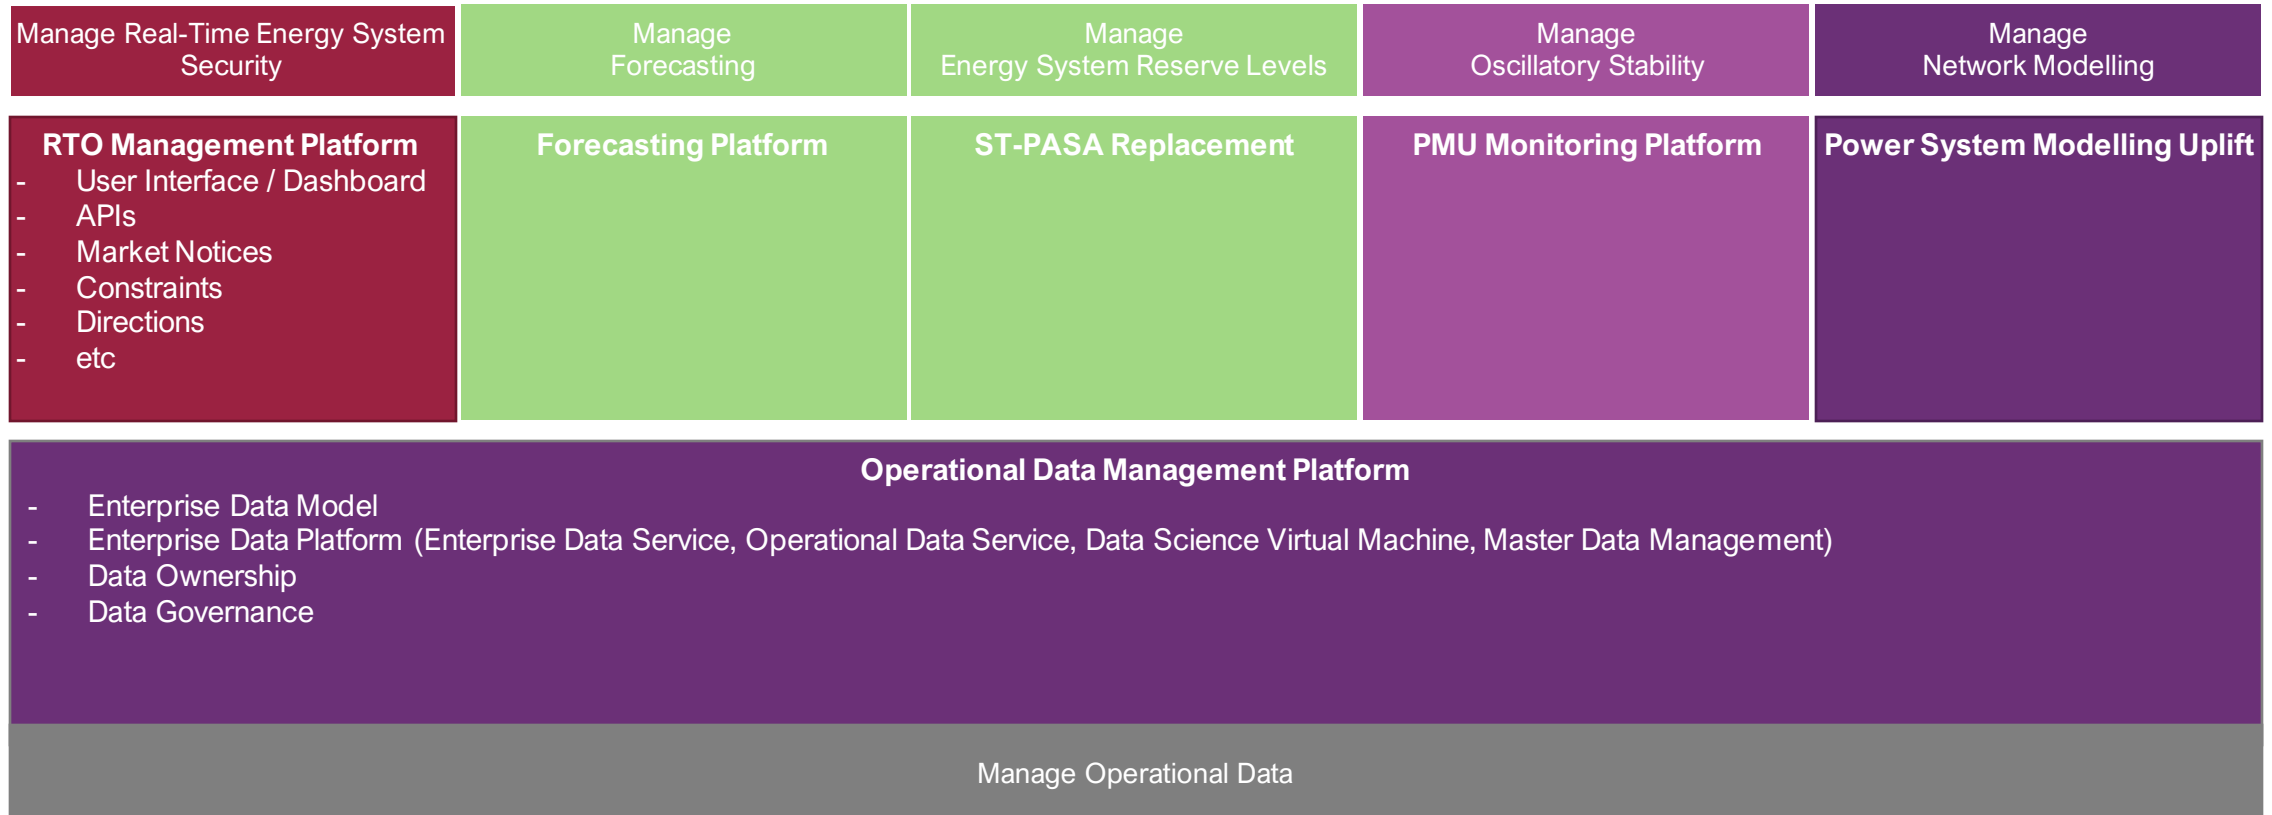 Manage Real-Time Energy System
Security
Manage
Forecasting
Manage
Energy System Reserve Levels
Manage
Oscillatory Stability
Manage
Network Modelling
RTO Management Platform
- User Interface / Dashboard
- APIs
- Market Notices
- Constraints
- Directions
- etc
Forecasting Platform
ST-PASA Replacement
PMU Monitoring Platform
Power System Modelling Uplift
Operational Data Management Platform
- Enterprise Data Model
- Enterprise Data Platform (Enterprise Data Service, Operational Data Service, Data Science Virtual Machine, Master Data Management)
- Data Ownership
- Data Governance
Manage Operational Data